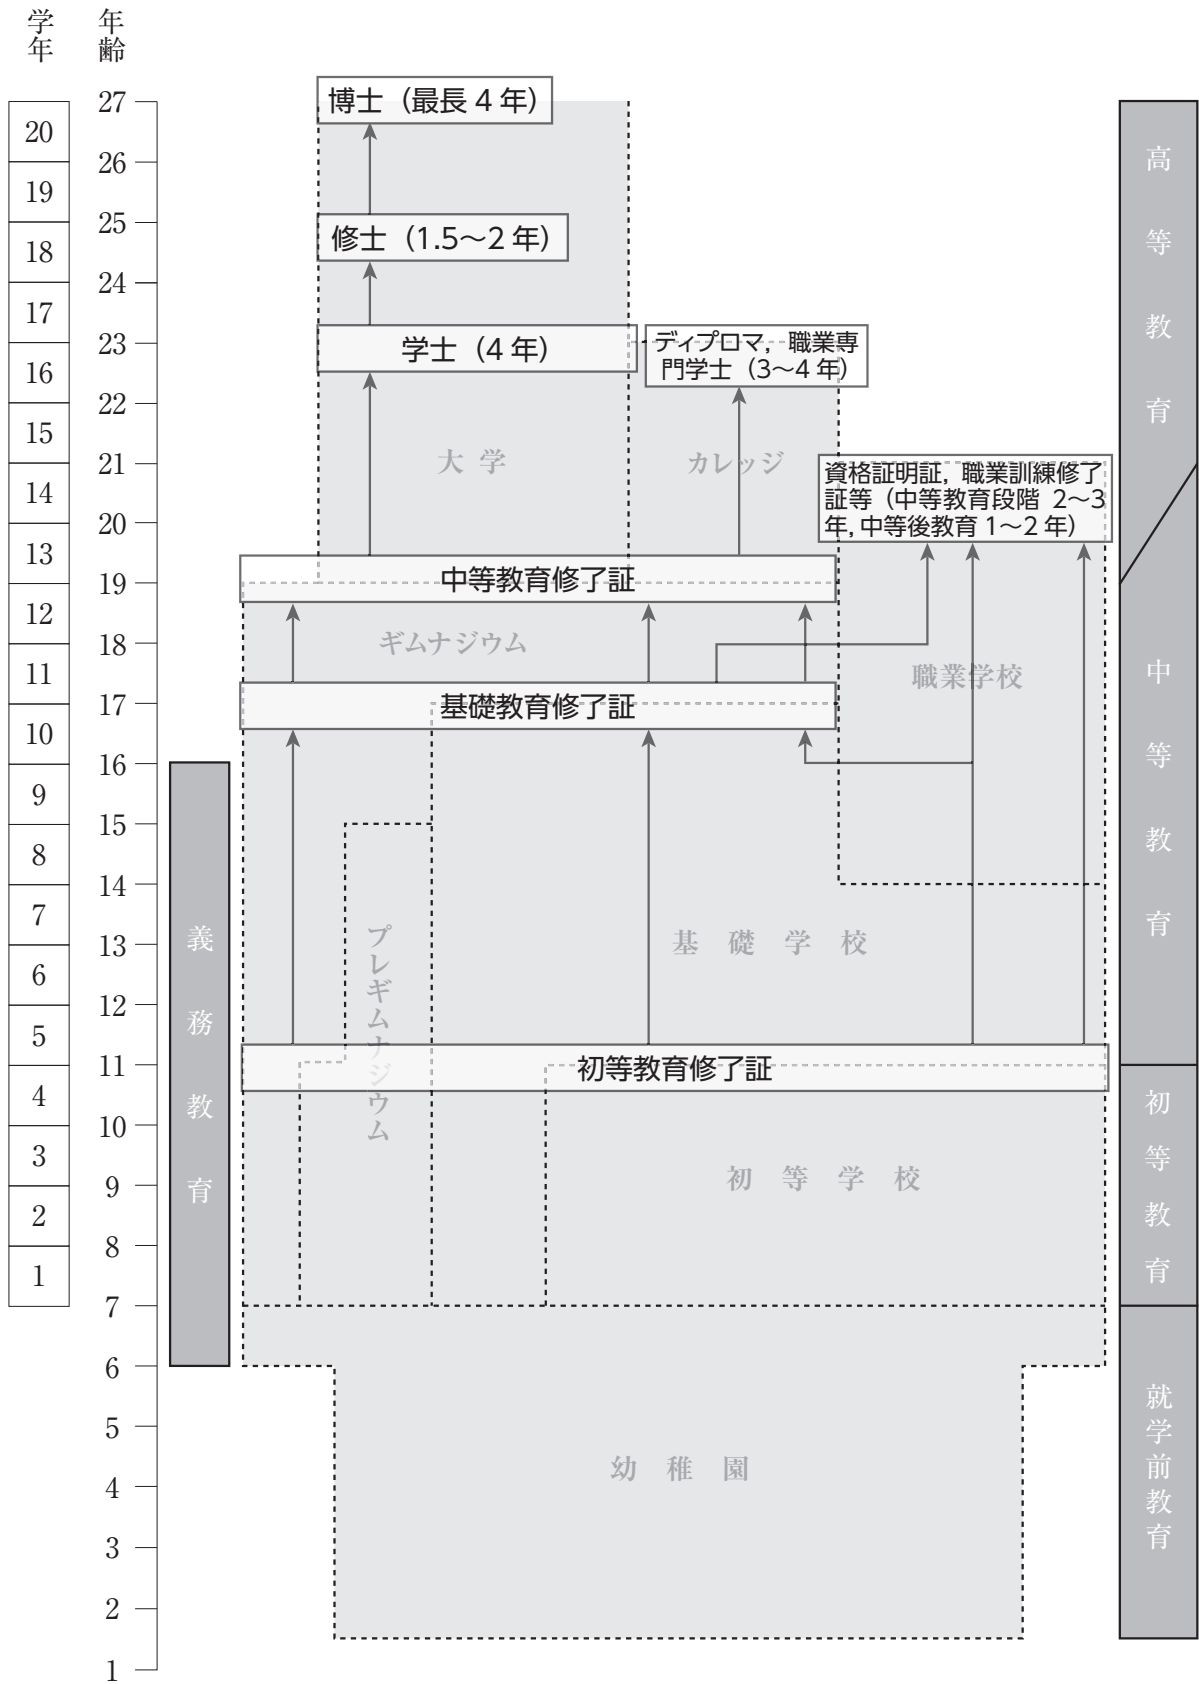 学年
年齢
27
20
26
19
25
18
24
17
23
16
22
15
21
14
20
13
19
12
18
11
17
10
16
9
15
8
14
7
13
6
12
5
11
4
10
3
9
2
8
1
7
6
5
4
3
2
1
義務教育
博士（最長 4 年）
修士（1.5～2 年）
学士（4 年）
ディプロマ，職業専
門学士（3～4 年）
大 学
カレッジ
資格証明証，職業訓練修了
証等（中等教育段階 2～3
年，中等後教育 1～2 年）
中等教育修了証
ギムナジウム
職業学校
基礎教育修了証
プレギムナジウム
基 礎 学 校
初等教育修了証
初 等 学 校
幼 稚 園
高等教育
中等教育
初等教育
就学前教育